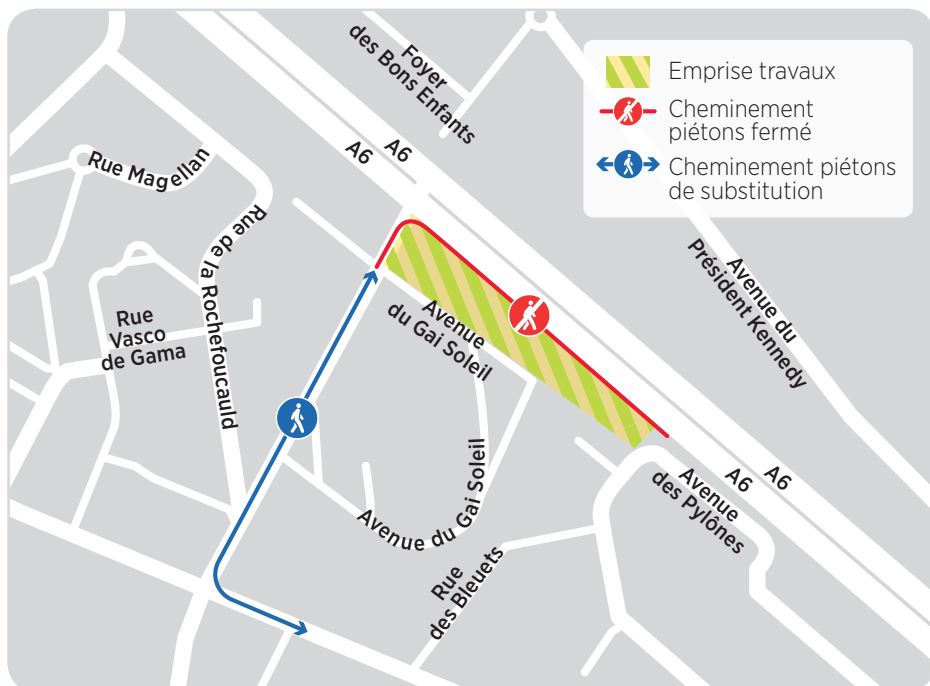 Foyer
des Bons Enfants
Emprise travaux
Cheminement
piétons fermé
Cheminement piétons
de substitution
A6
A6
Rue Magellan
Rue de la Rochefoucauld
Avenue du
Président Kennedy
Rue
Vasco
de Gama
Avenue
du Gai Soleil
Avenue du Gai Soleil
A6
A6
Avenue
des Pylônes
Rue
des Bleuets